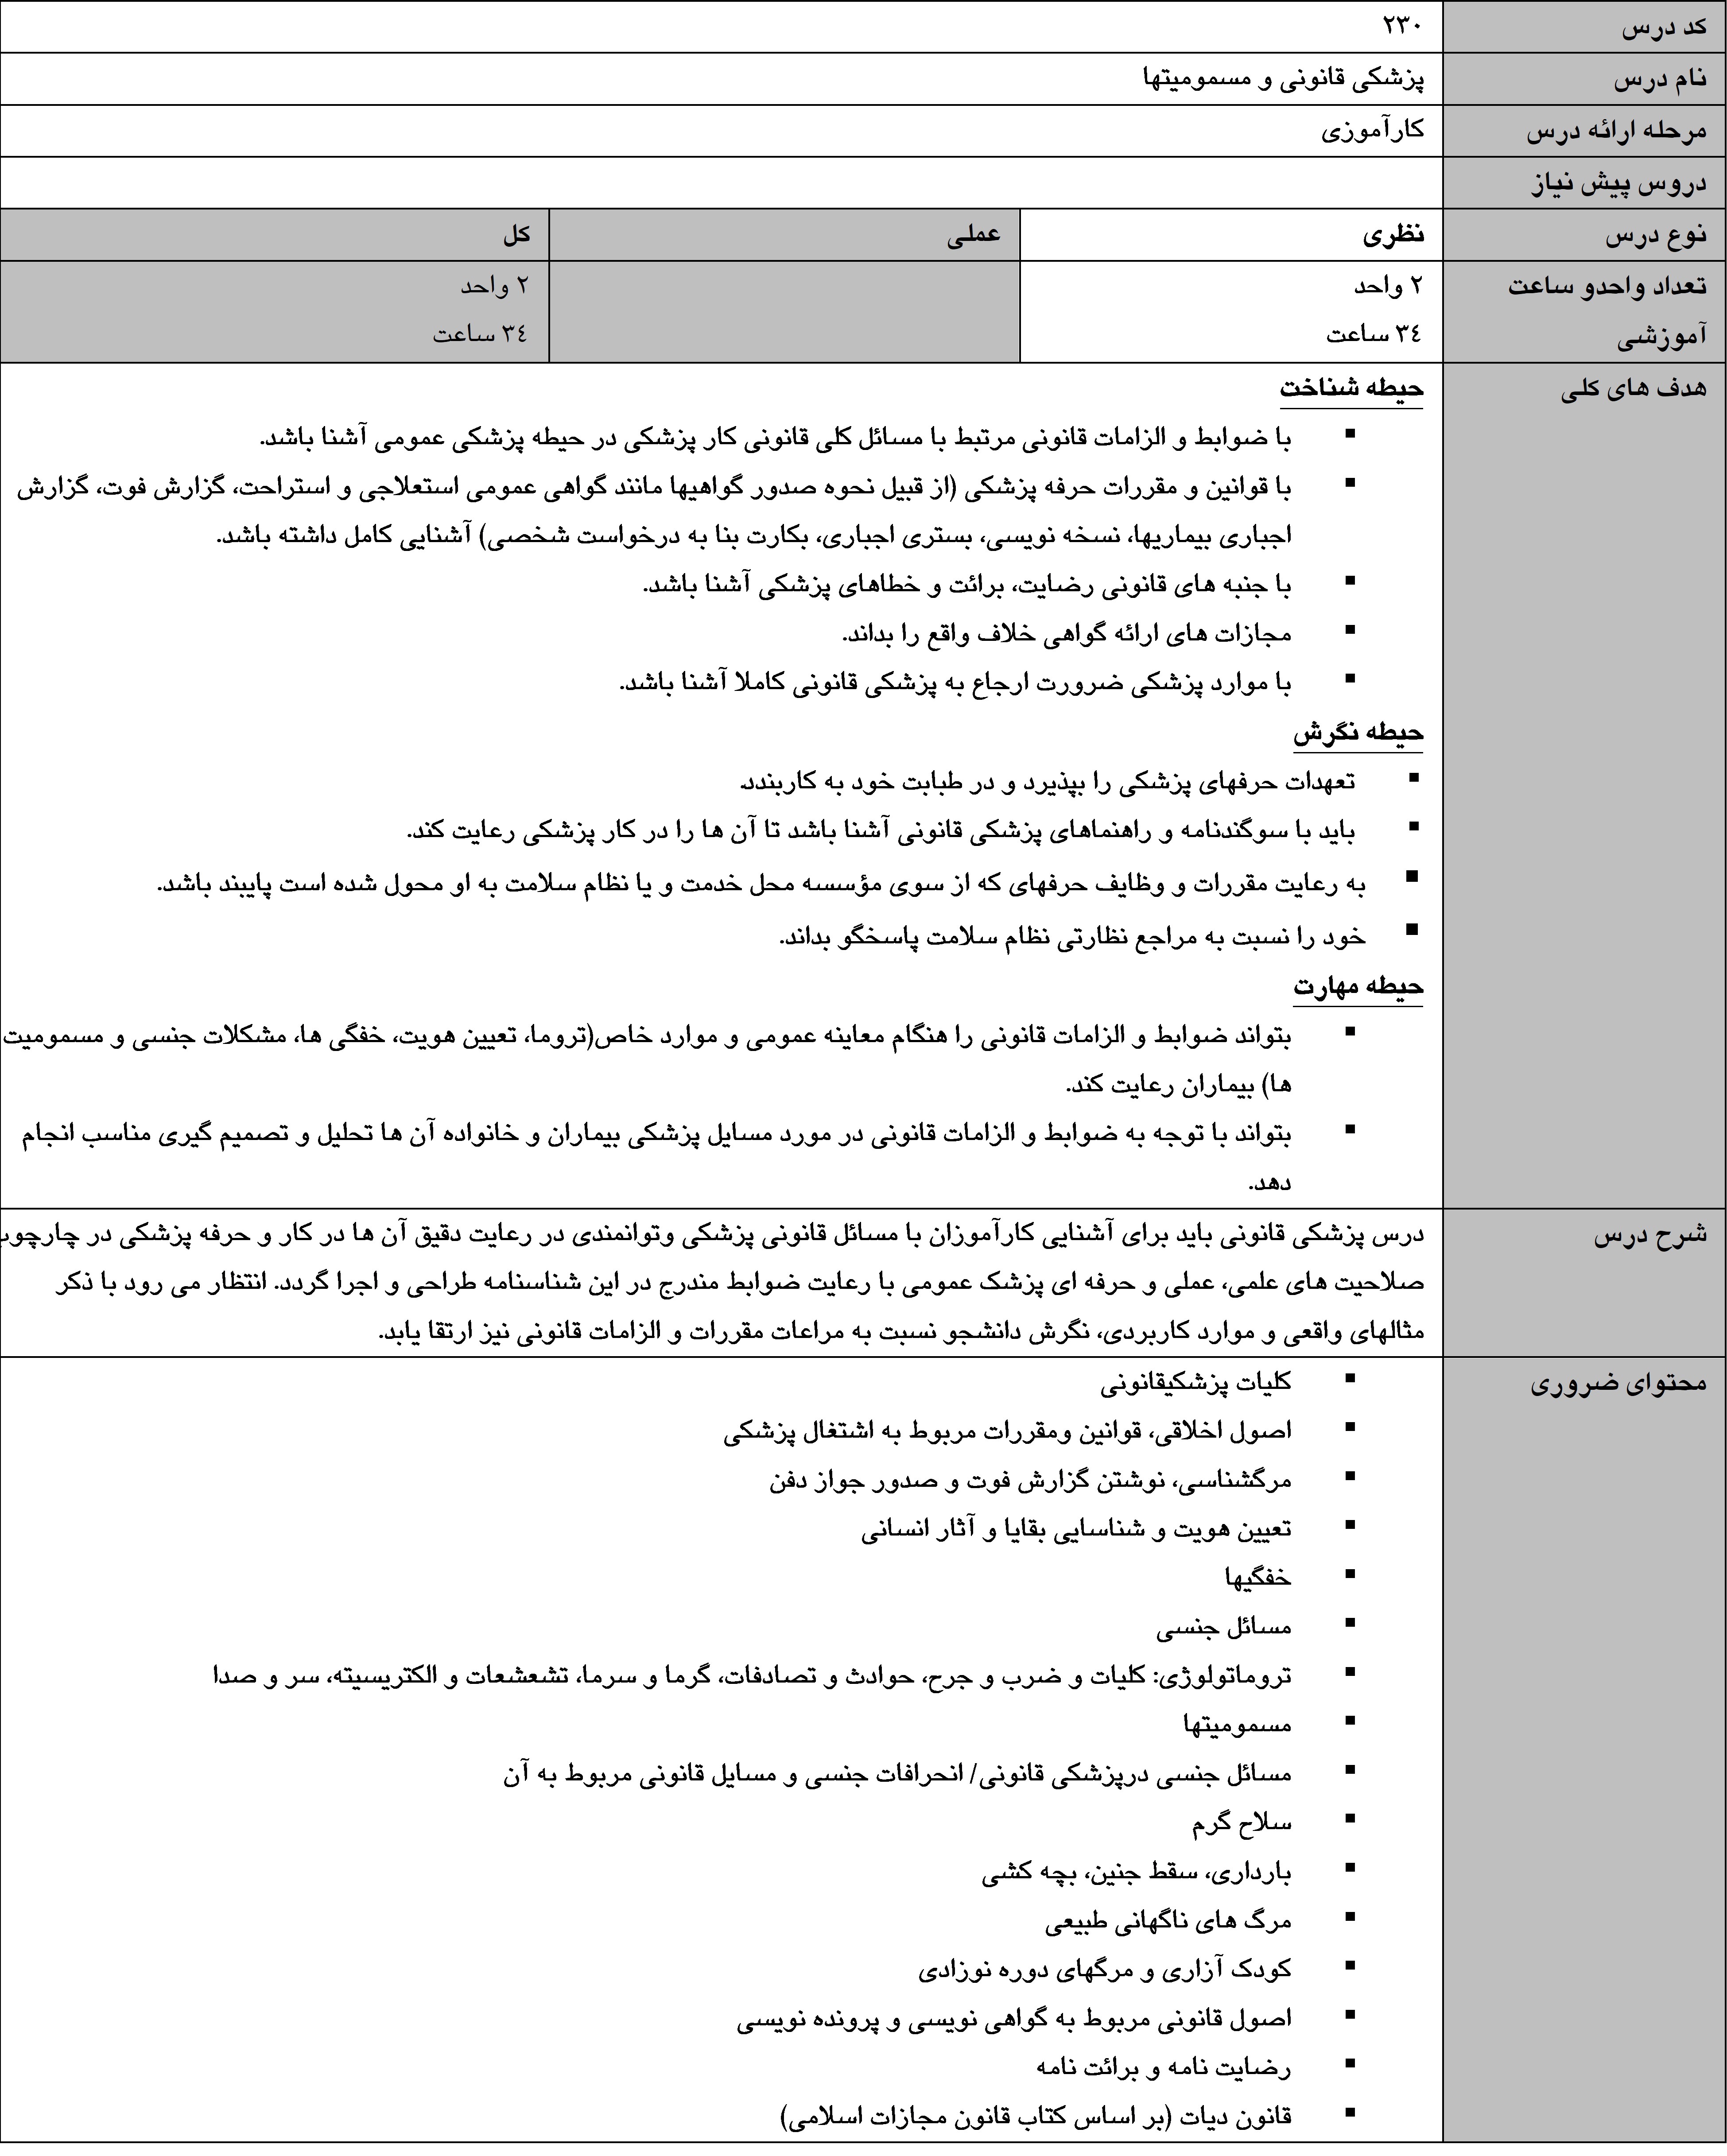 کد درس ۲۳۰
نام درس پزشکی قانونی و مسمومیتها
مرحله ارائه درس کارآموزی
دروس پیش نیاز
نوع درس نظری عملی کل
تعداد واحدو ساعت ۲ واحد ۲ واحد
آموزشی ۳٤ ساعت ۳٤ ساعت
هدف های کلی حیطه شناخت
▪ با ضوابط و الزامات قانونی مرتبط با مسائل کلی قانونی کار پزشکی در حیطه پزشکی عمومی آشنا باشد.
▪ با قوانین و مقررات حرفه پزشکی (از قبیل نحوه صدور گواهیها مانند گواهی عمومی استعلاجی و استراحت، گزارش فوت، گزارش
اجباری بیماریها، نسخه نویسی، بستری اجباری، بکارت بنا به درخواست شخصی) آشنایی کامل داشته باشد.
▪ با جنبه های قانونی رضایت، برائت و خطاهای پزشکی آشنا باشد.
▪ مجازات های ارائه گواهی خلاف واقع را بداند.
▪ با موارد پزشکی ضرورت ارجاع به پزشکی قانونی کاملا آشنا باشد.
حیطه نگرش
▪ تعهدات حرفهای پزشکی را بپذیرد و در طبابت خود به کاربندد.
▪ باید با سوگندنامه و راهنماهای پزشکی قانونی آشنا باشد تا آن ها را در کار پزشکی رعایت کند.
▪ به رعایت مقررات و وظایف حرفهای که از سوی مؤسسه محل خدمت و یا نظام سلامت به او محول شده است پایبند باشد.
▪ خود را نسبت به مراجع نظارتی نظام سلامت پاسخگو بداند.
حیطه مهارت
▪ بتواند ضوابط و الزامات قانونی را هنگام معاینه عمومی و موارد خاص(تروما، تعیین هویت، خفگی ها، مشکلات جنسی و مسمومیت
ها) بیماران رعایت کند.
▪ بتواند با توجه به ضوابط و الزامات قانونی در مورد مسایل پزشکی بیماران و خانواده آن ها تحلیل و تصمیم گیری مناسب انجام
دهد.
شرح درس درس پزشکی قانونی باید برای آشنایی کارآموزان با مسائل قانونی پزشکی وتوانمندی در رعایت دقیق آن ها در کار و حرفه پزشکی در چارچوب
صلاحیت های علمی، عملی و حرفه ای پزشک عمومی با رعایت ضوابط مندرج در این شناسنامه طراحی و اجرا گردد. انتظار می رود با ذکر
مثالهای واقعی و موارد کاربردی، نگرش دانشجو نسبت به مراعات مقررات و الزامات قانونی نیز ارتقا یابد.
محتوای ضروری ▪ کلیات پزشکیقانونی
▪ اصول اخلاقی، قوانین ومقررات مربوط به اشتغال پزشکی
▪ مرگشناسی، نوشتن گزارش فوت و صدور جواز دفن
▪ تعیین هویت و شناسایی بقایا و آثار انسانی
▪ خفگیها
▪ مسائل جنسی
▪ تروماتولوژی: کلیات و ضرب و جرح، حوادث و تصادفات، گرما و سرما، تشعشعات و الکتریسیته، سر و صدا
▪ مسمومیتها
▪ مسائل جنسی درپزشکی قانونی/ انحرافات جنسی و مسایل قانونی مربوط به آن
▪ سلاح گرم
▪ بارداری، سقط جنین، بچه کشی
▪ مرگ های ناگهانی طبیعی
▪ کودک آزاری و مرگهای دوره نوزادی
▪ اصول قانونی مربوط به گواهی نویسی و پرونده نویسی
▪ رضایت نامه و برائت نامه
▪ قانون دیات (بر اساس کتاب قانون مجازات اسلامی)